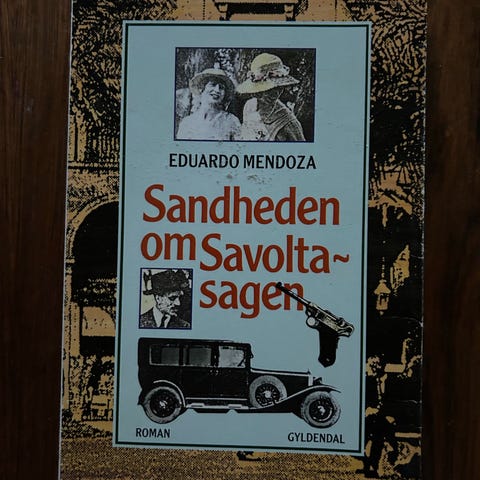 EDUARDO MENDOZA
Sandheden
om Savolta~
sagen
ROMAN
GYLDENDAL